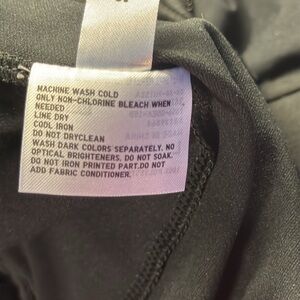 MACHINE WASH COLD
ONLY NON-CHLORINE BLEACH WHEN
NEEDED
LINE DRY
COOL IRON
DO NOT DRYCLEAN
WASH DARK COLORS SEPARATELY. NO
OPTICAL BRIGHTENERS. DO NOT SOAK.
DO NOT IRON PRINTED PART.DO NOT
ADD FABRIC CONDITIONER.